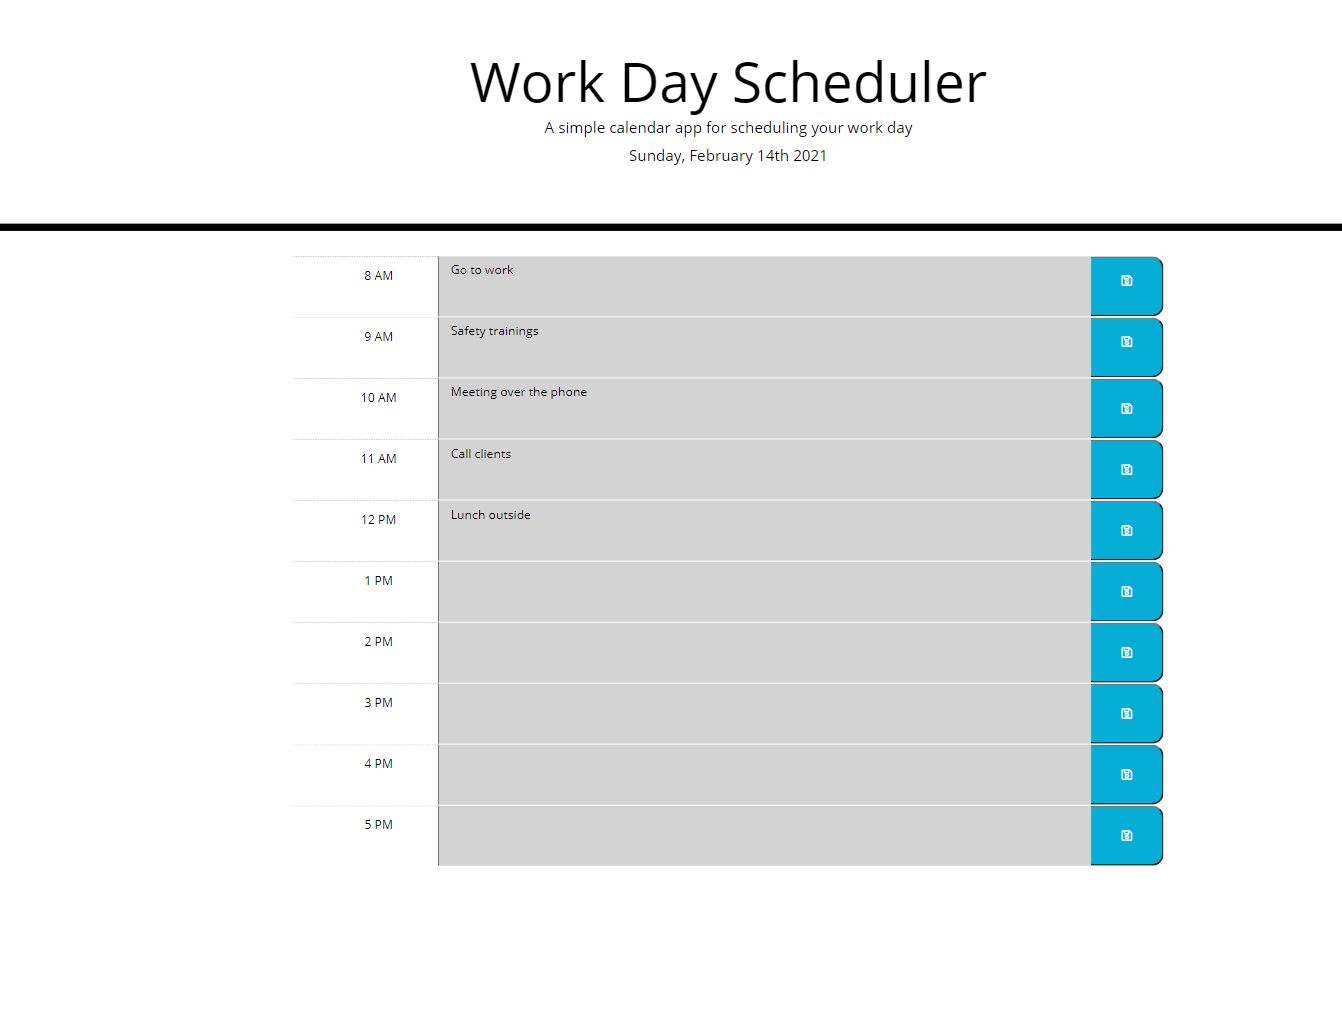 Work Day Scheduler
A simple calendar app for scheduling your work day
Sunday, February 14th 2021
8 AM Go to work
9 AM Safety trainings
10 AM Meeting over the phone
11 AM Call clients
12 PM Lunch outside
1 PM
2 PM
3 PM
4 PM
5 PM